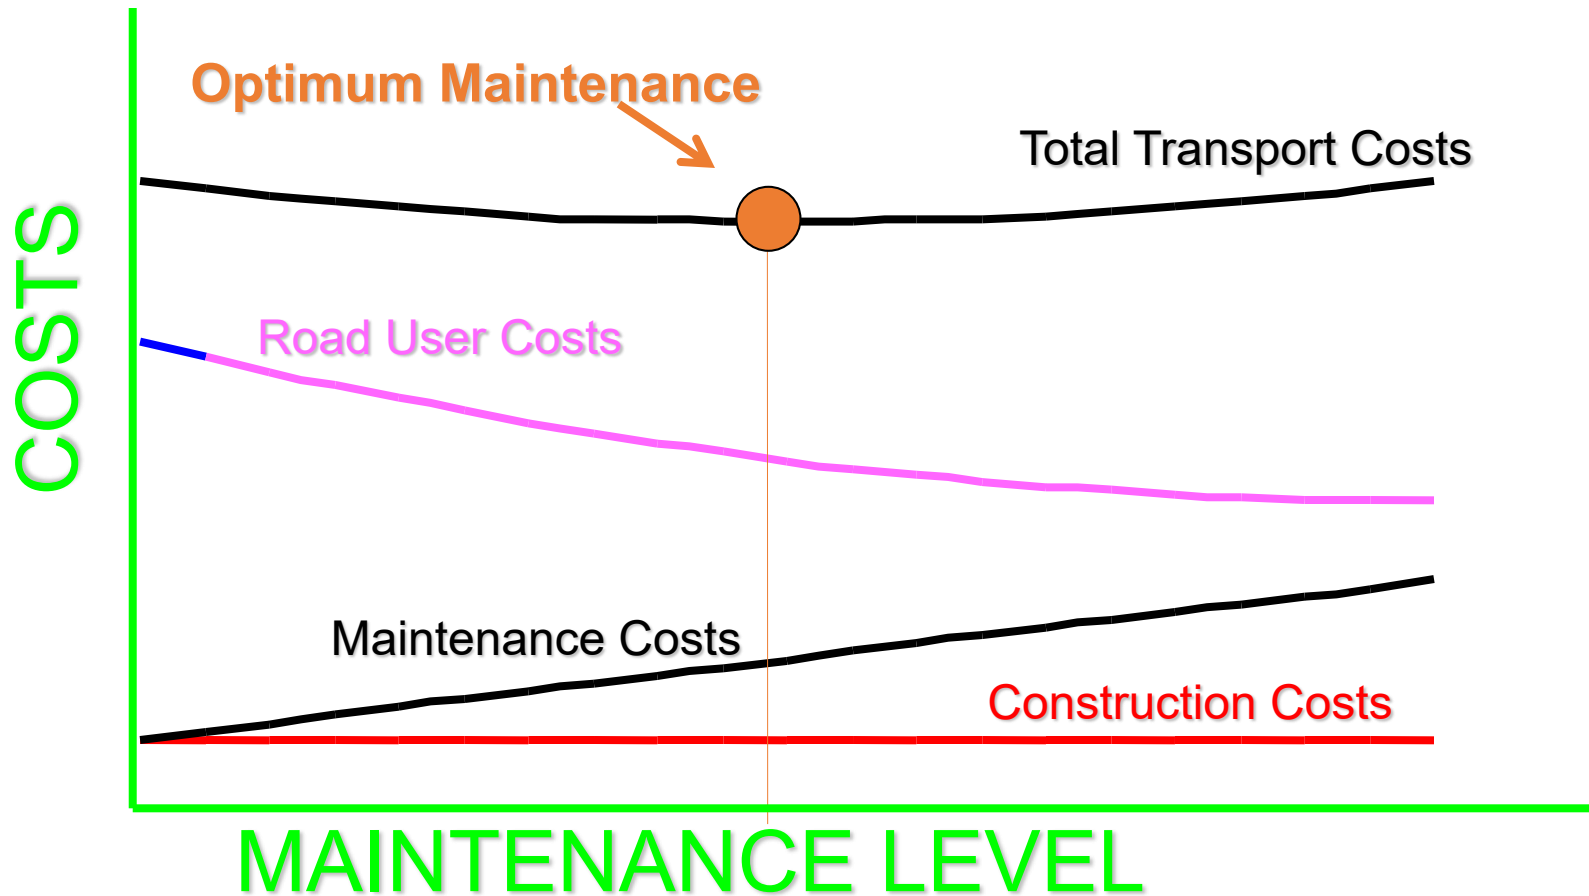 Optimum Maintenance
Total Transport Costs
COSTS
Road User Costs
Maintenance Costs
Construction Costs
MAINTENANCE LEVEL